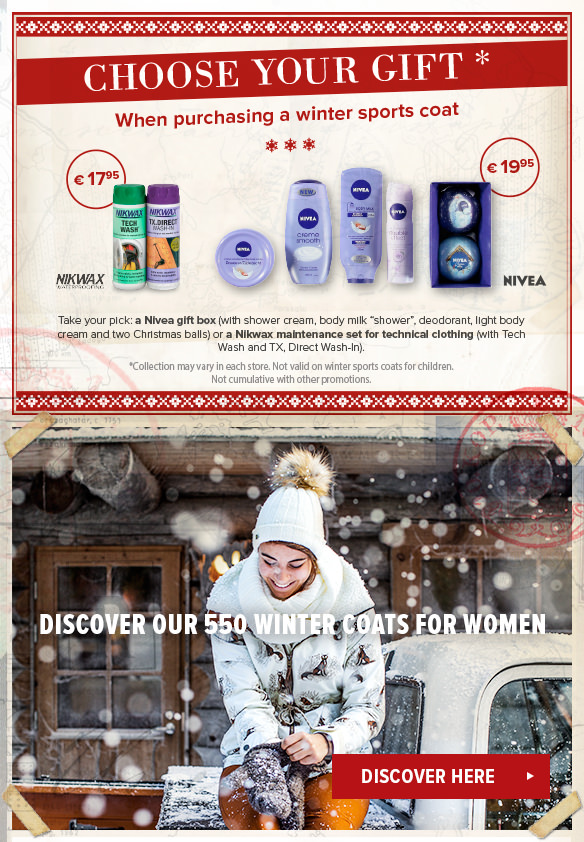 CHOOSE YOUR GIFT *
When purchasing a winter sports coat
€ 17⁹⁵
€ 19⁹⁵
NIKWAX
TECH
WASH
NIKWAX
TX.DIRECT
WASH-IN
NIVEA
NEW
NIVEA
creme
smooth
NIVEA
BODY MILK
NIVEA
NIVEA
NIKWAX
WATERPROOFING
NIVEA
Take your pick: a Nivea gift box (with shower cream, body milk “shower”, deodorant, light body
cream and two Christmas balls) or a Nikwax maintenance set for technical clothing (with Tech
Wash and TX, Direct Wash-In).
*Collection may vary in each store. Not valid on winter sports coats for children.
Not cumulative with other promotions.
DISCOVER OUR 550 WINTER COATS FOR WOMEN
DISCOVER HERE